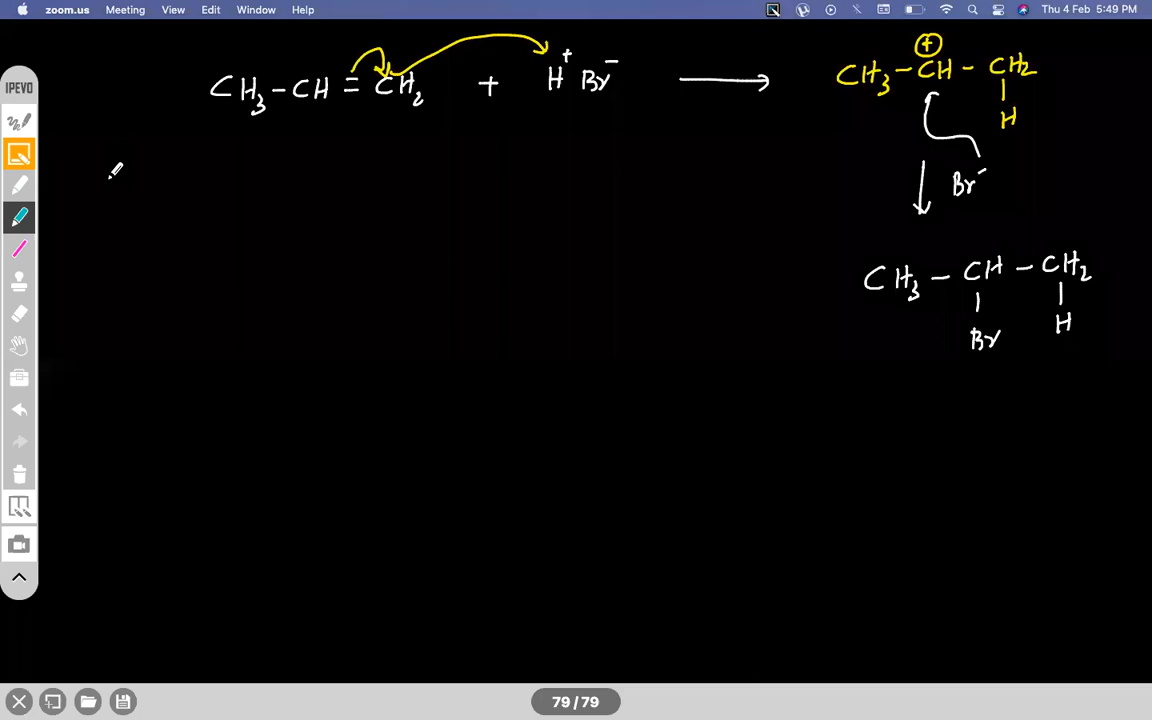 zoom.us Meeting View Edit Window Help Thu 4 Feb 5:49 PM
IPEVO
CH3-CH=CH2 + H+ Br- → CH3-CH-CH2
+
H
Br-
CH3-CH-CH2
Br H
79/79